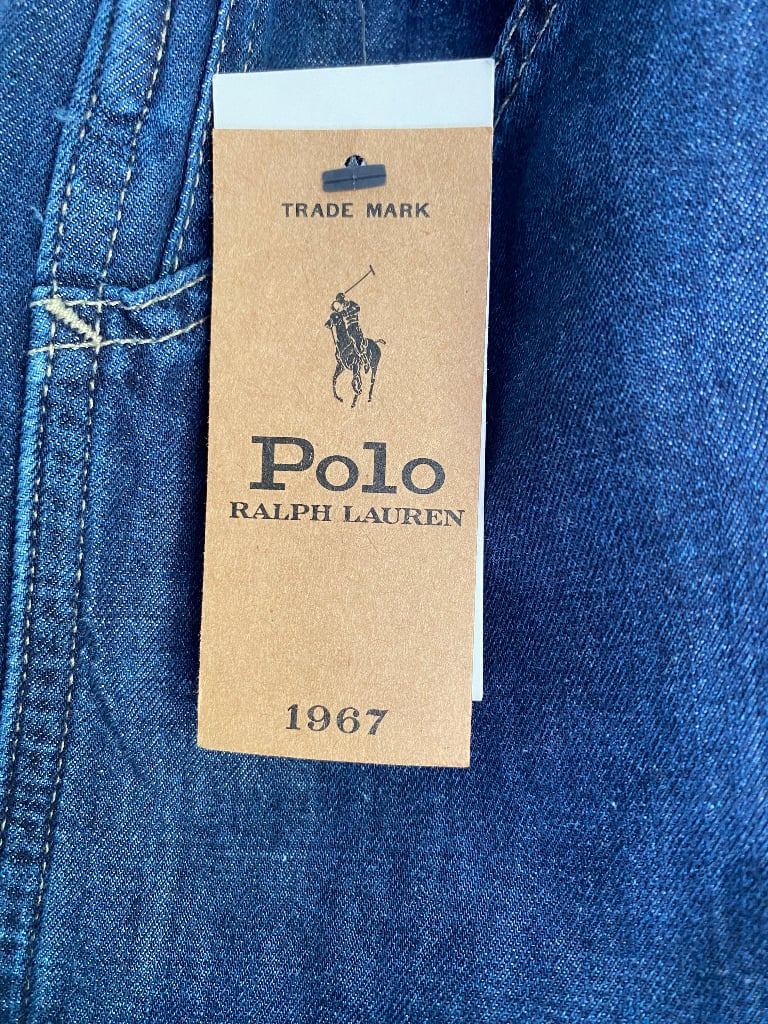 TRADE MARK
Polo
RALPH LAUREN
1967